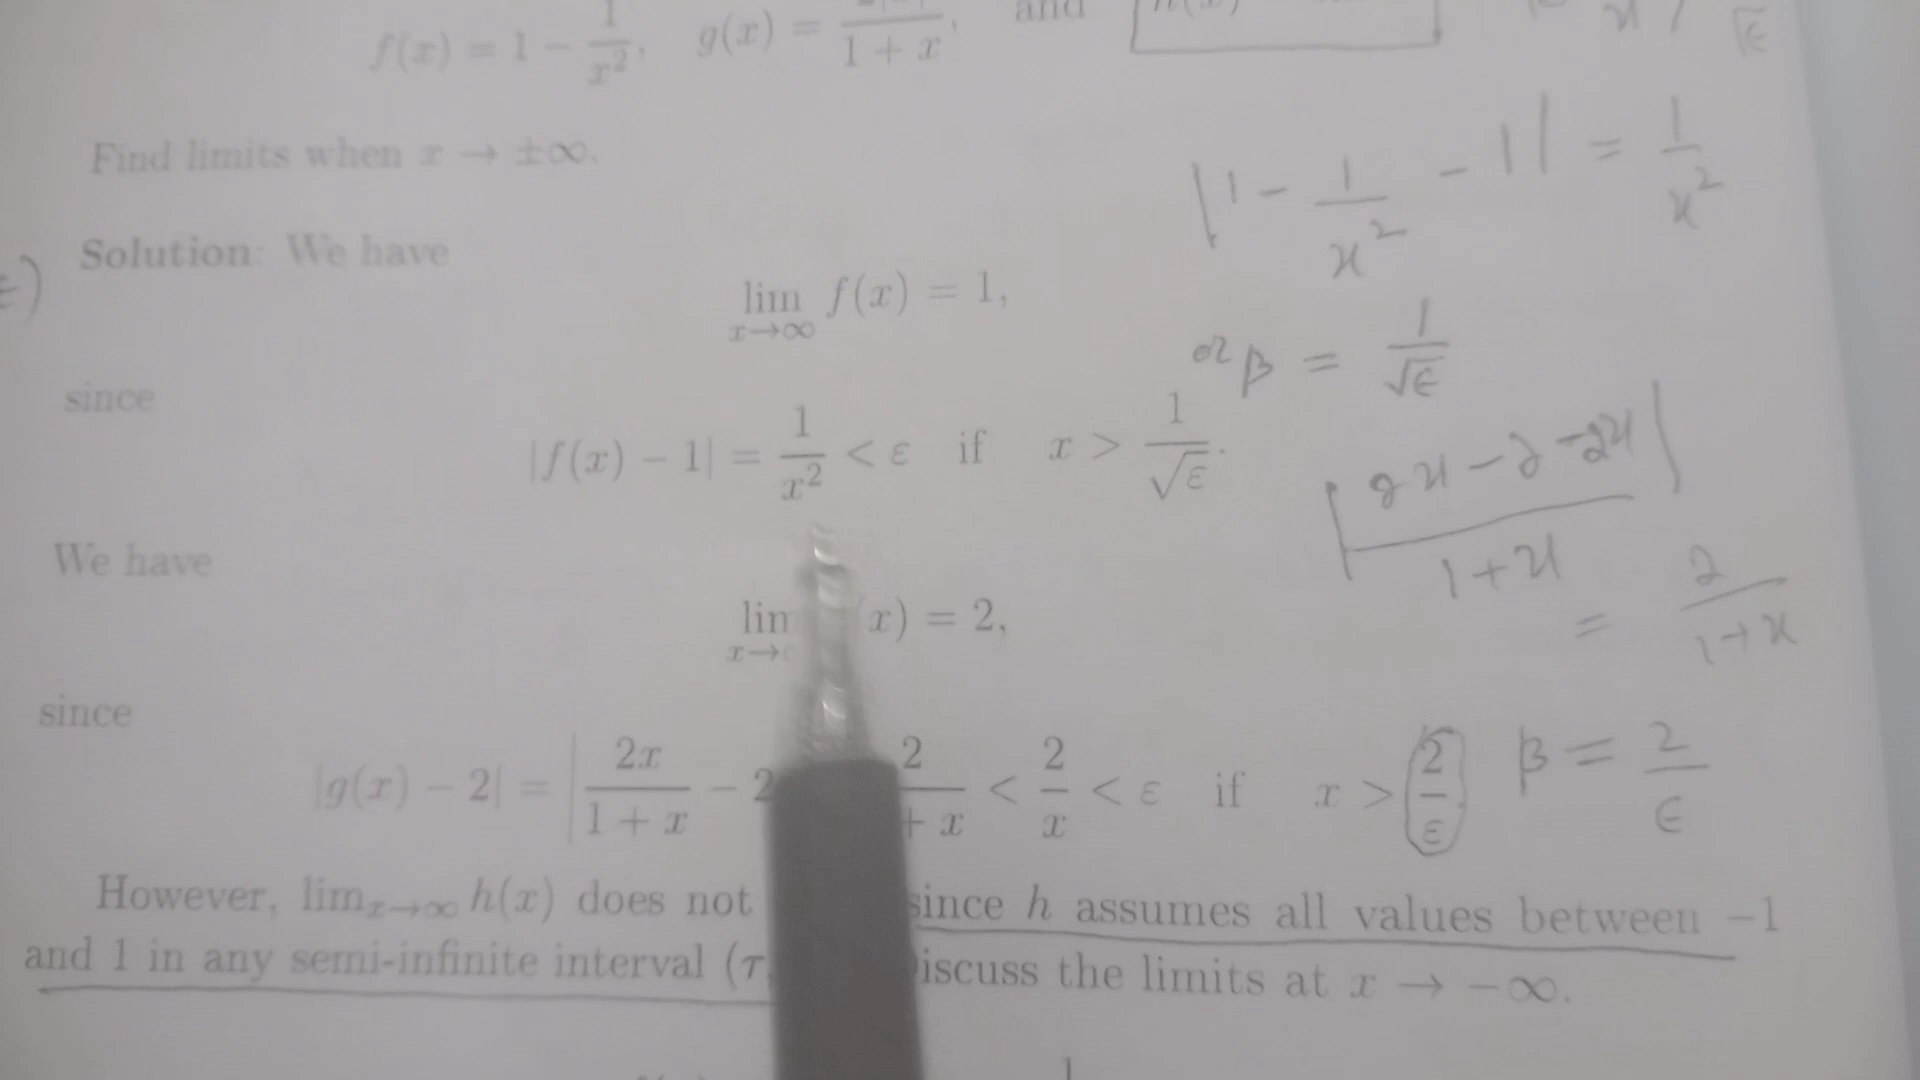 f(x) = 1 − 1/x², g(x) = /1 + x, and
x √ε
Find limits when x → ±∞.
|1 − 1/x² − 1| = 1/x²
Solution: We have
lim x→∞ f(x) = 1,
or β = 1/√ε
since
|f(x) − 1| = 1/x² < ε if x > 1/√ε.
|2x − 2 − 2x/1 + x|
= 2/1+x
We have
lim x→ x) = 2,
since
|g(x) − 2| = |2x/1 + x − 2 2/+ x < 2/x < ε if x > 2/ε. β = 2/ε
However, limx→∞ h(x) does not since h assumes all values between −1
and 1 in any semi-infinite interval (τ iscuss the limits at x → −∞.